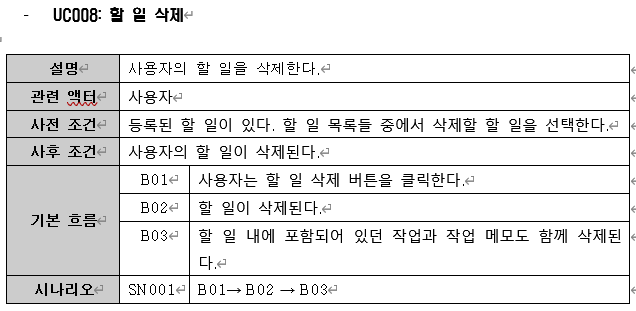 - UC008: 할 일 삭제
설명 사용자의 할 일을 삭제한다.
관련 액터 사용자
사전 조건 등록된 할 일이 있다. 할 일 목록들 중에서 삭제할 할 일을 선택한다.
사후 조건 사용자의 할 일이 삭제된다.
기본 흐름 B01 사용자는 할 일 삭제 버튼을 클릭한다.
B02 할 일이 삭제된다.
B03 할 일 내에 포함되어 있던 작업과 작업 메모도 함께 삭제된
다.
시나리오 SN001 B01→ B02 → B03